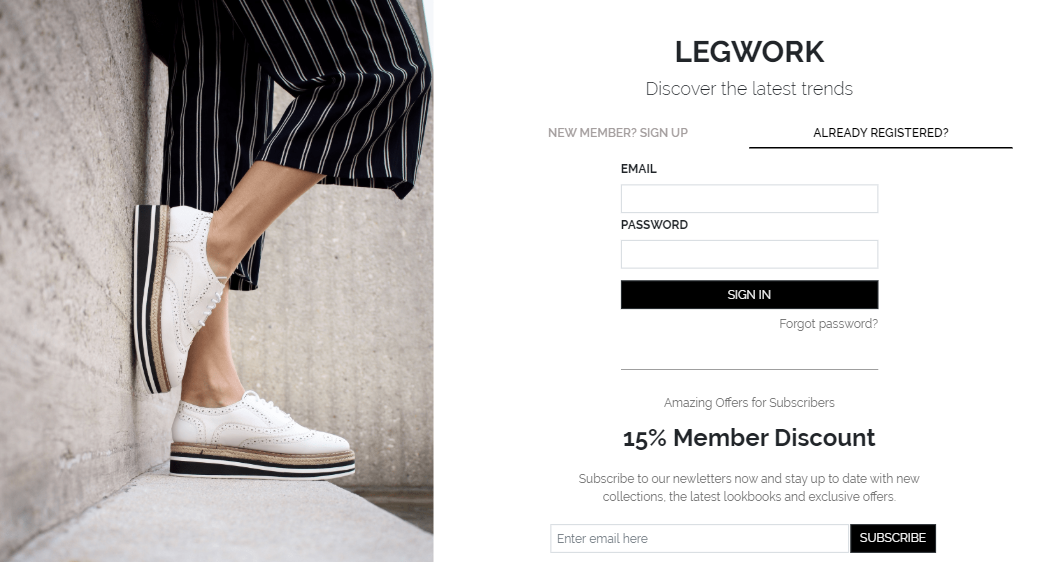 LEGWORK
Discover the latest trends
NEW MEMBER? SIGN UP
ALREADY REGISTERED?
EMAIL
PASSWORD
SIGN IN
Forgot password?
Amazing Offers for Subscribers
15% Member Discount
Subscribe to our newletters now and stay up to date with new
collections, the latest lookbooks and exclusive offers.
Enter email here
SUBSCRIBE